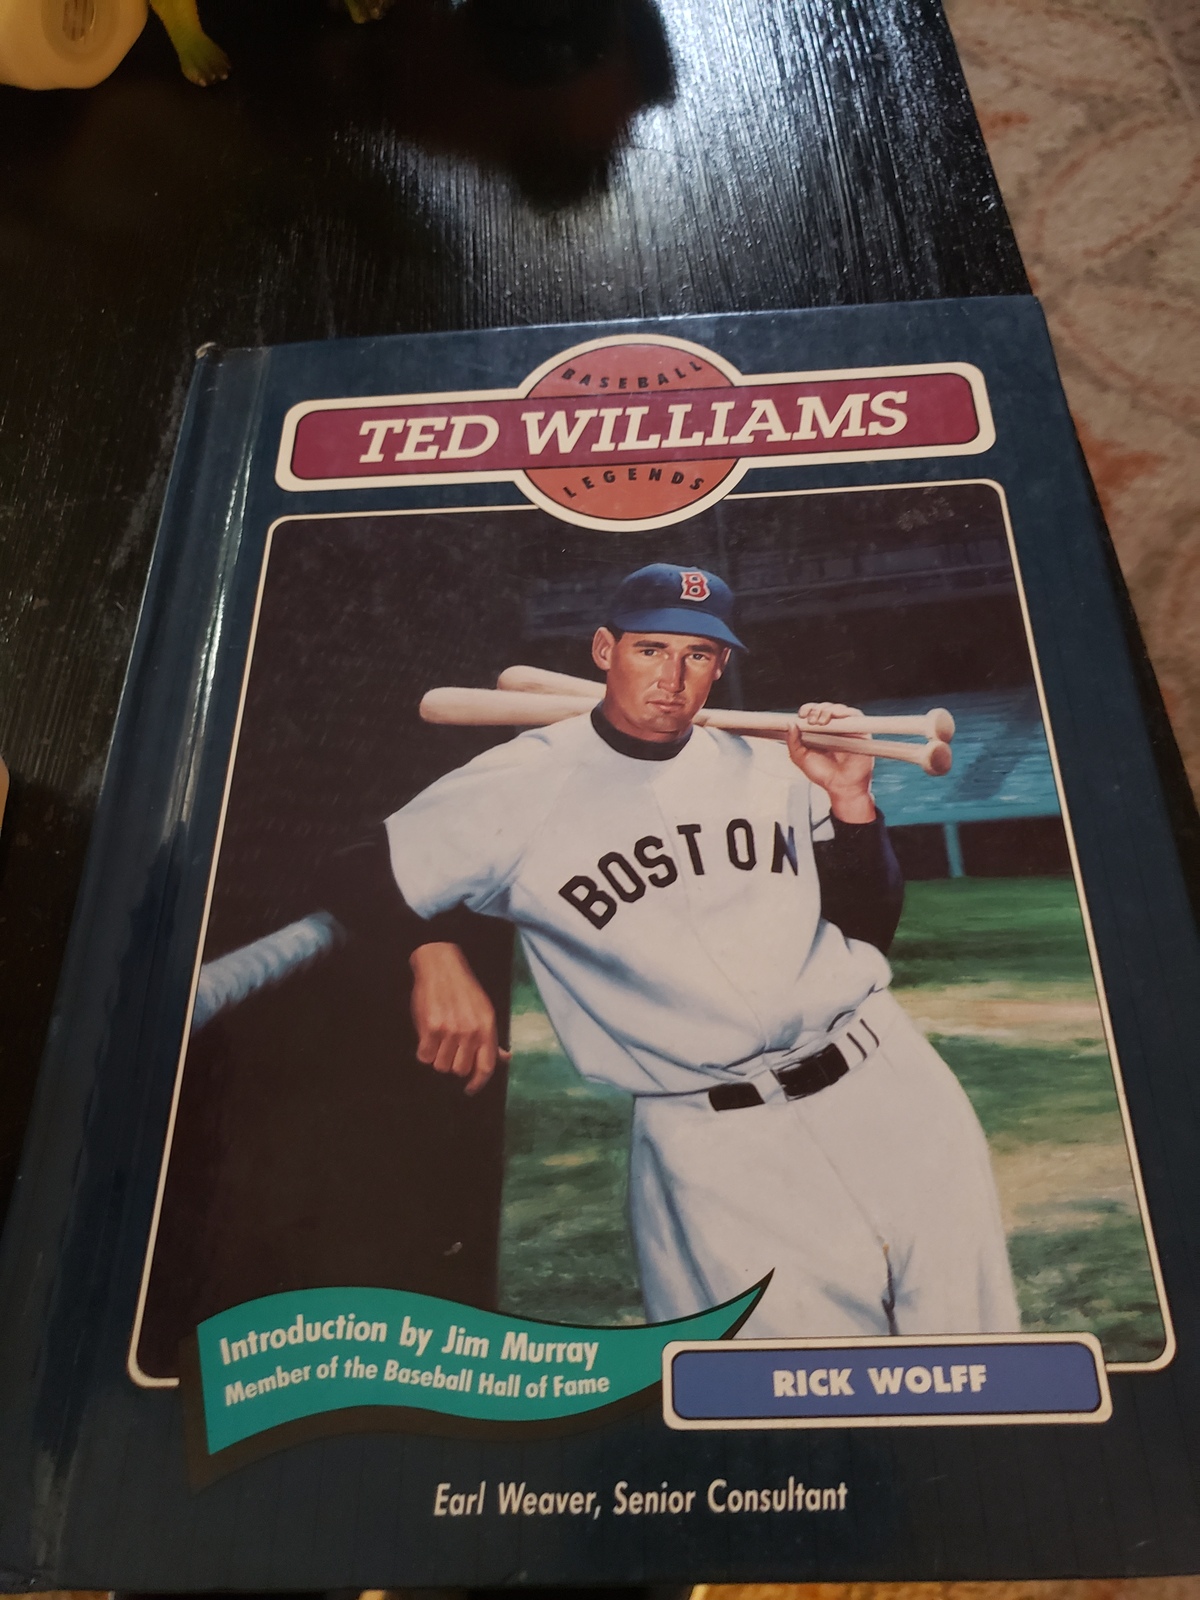 BASEBALL
TED WILLIAMS
LEGENDS
B
BOSTON
Introduction by Jim Murray
Member of the Baseball Hall of Fame
RICK WOLFF
Earl Weaver, Senior Consultant